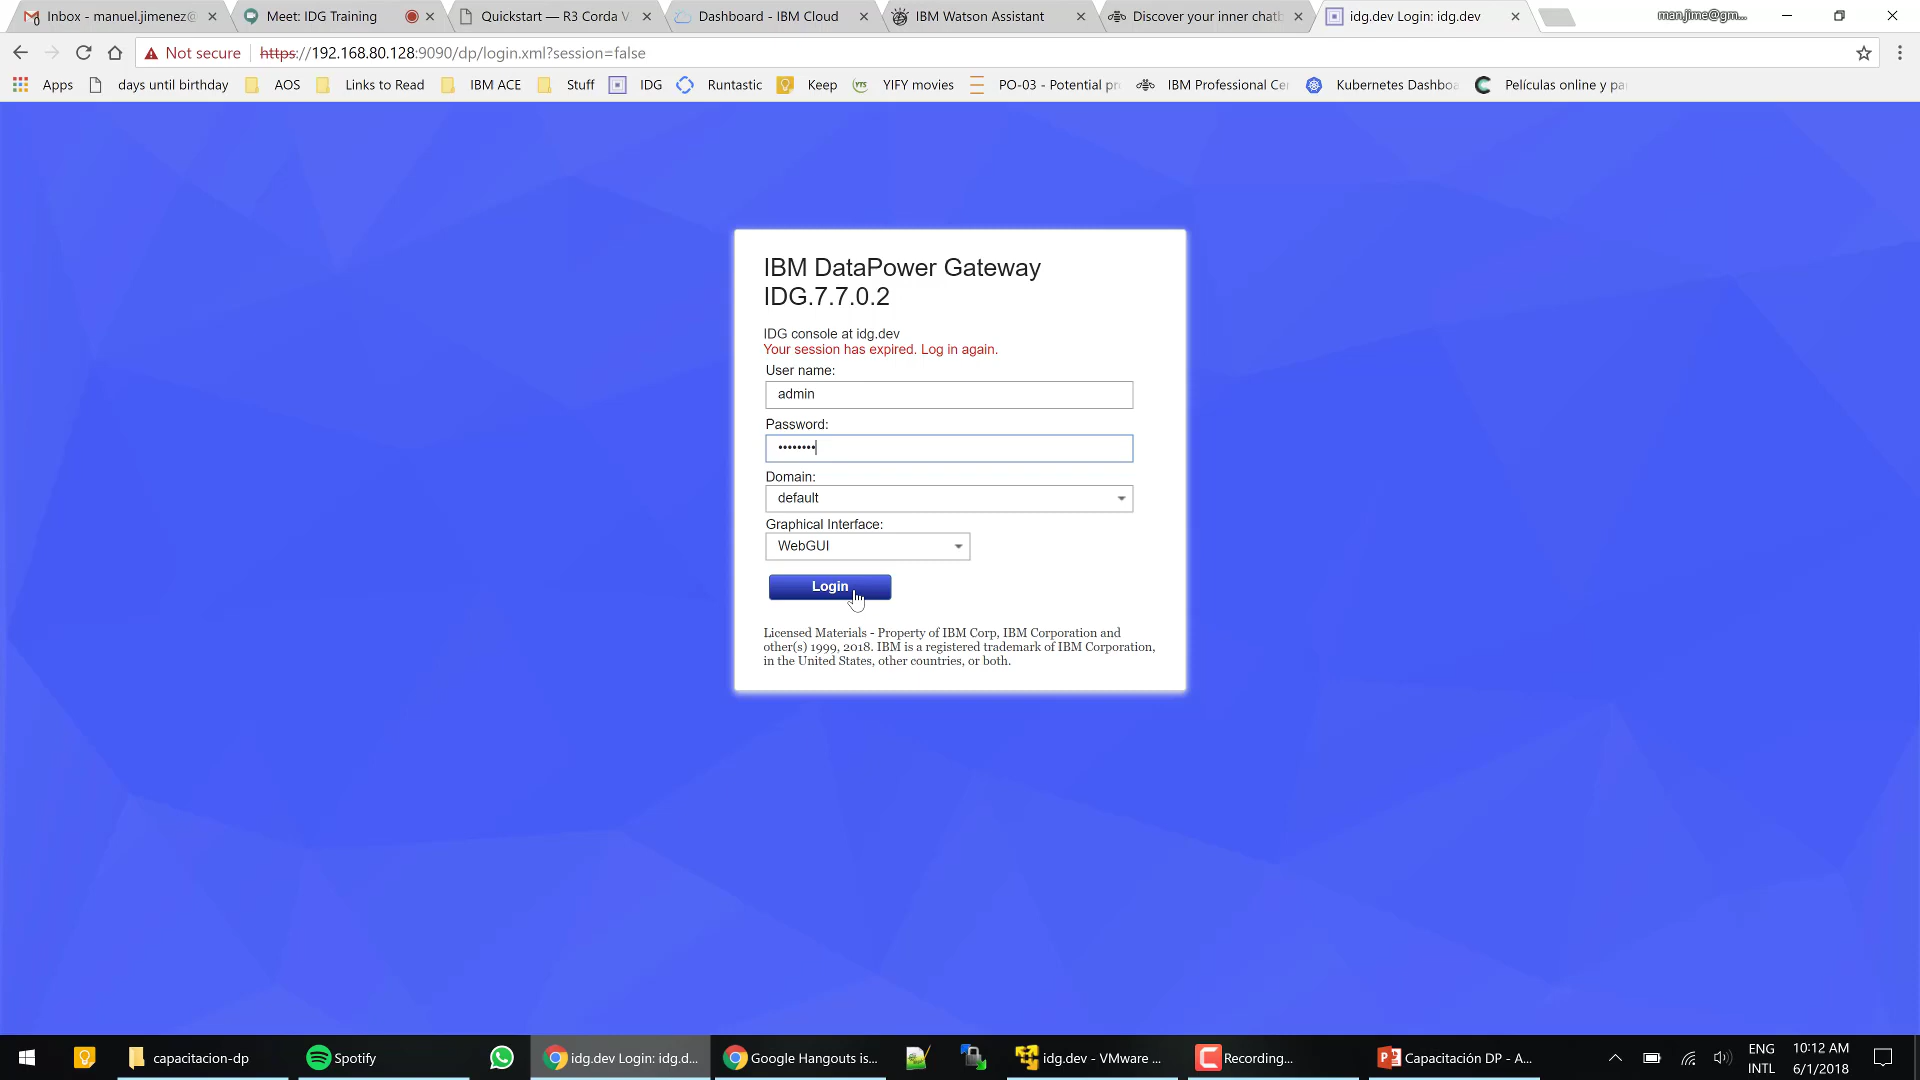 Inbox - manuel.jimenez@
Meet: IDG Training
Quickstart — R3 Corda V
Dashboard - IBM Cloud
IBM Watson Assistant
Discover your inner chatb
idg.dev Login: idg.dev
man.jime@gm...
Not secure
https://192.168.80.128:9090/dp/login.xml?session=false
Apps
days until birthday
AOS
Links to Read
IBM ACE
Stuff
IDG
Runtastic
Keep
YTS
YIFY movies
PO-03 - Potential pr
IBM Professional Cer
Kubernetes Dashboa
Películas online y pa
IBM DataPower Gateway
IDG.7.7.0.2
IDG console at idg.dev
Your session has expired. Log in again.
User name:
admin
Password:
••••••••
Domain:
default
Graphical Interface:
WebGUI
Login
Licensed Materials - Property of IBM Corp, IBM Corporation and
other(s) 1999, 2018. IBM is a registered trademark of IBM Corporation,
in the United States, other countries, or both.
capacitacion-dp
Spotify
idg.dev Login: idg.d...
Google Hangouts is...
idg.dev - VMware ...
Recording...
Capacitación DP - A...
ENG
INTL
10:12 AM
6/1/2018